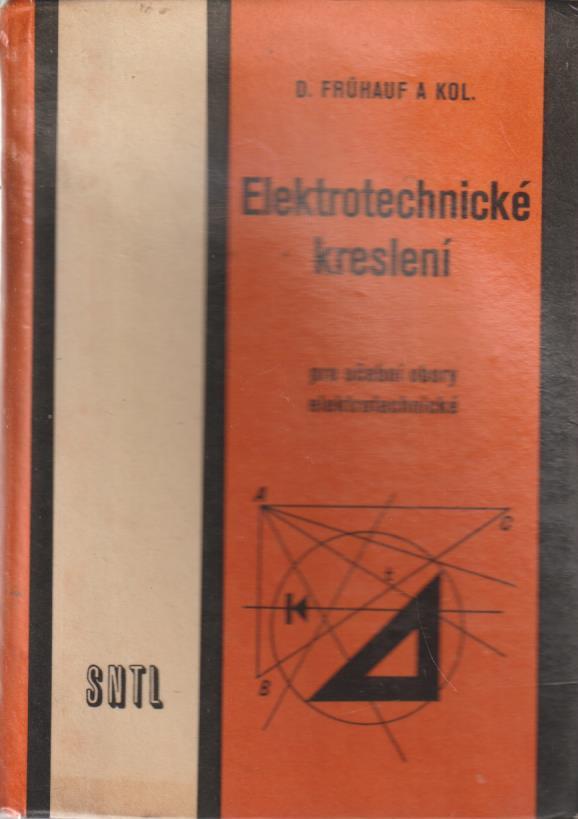 D. FRÜHAUF A KOL.
Elektrotechnické
kreslení
pro učební obory
elektrotechnické
A
C
t
B
SNTL